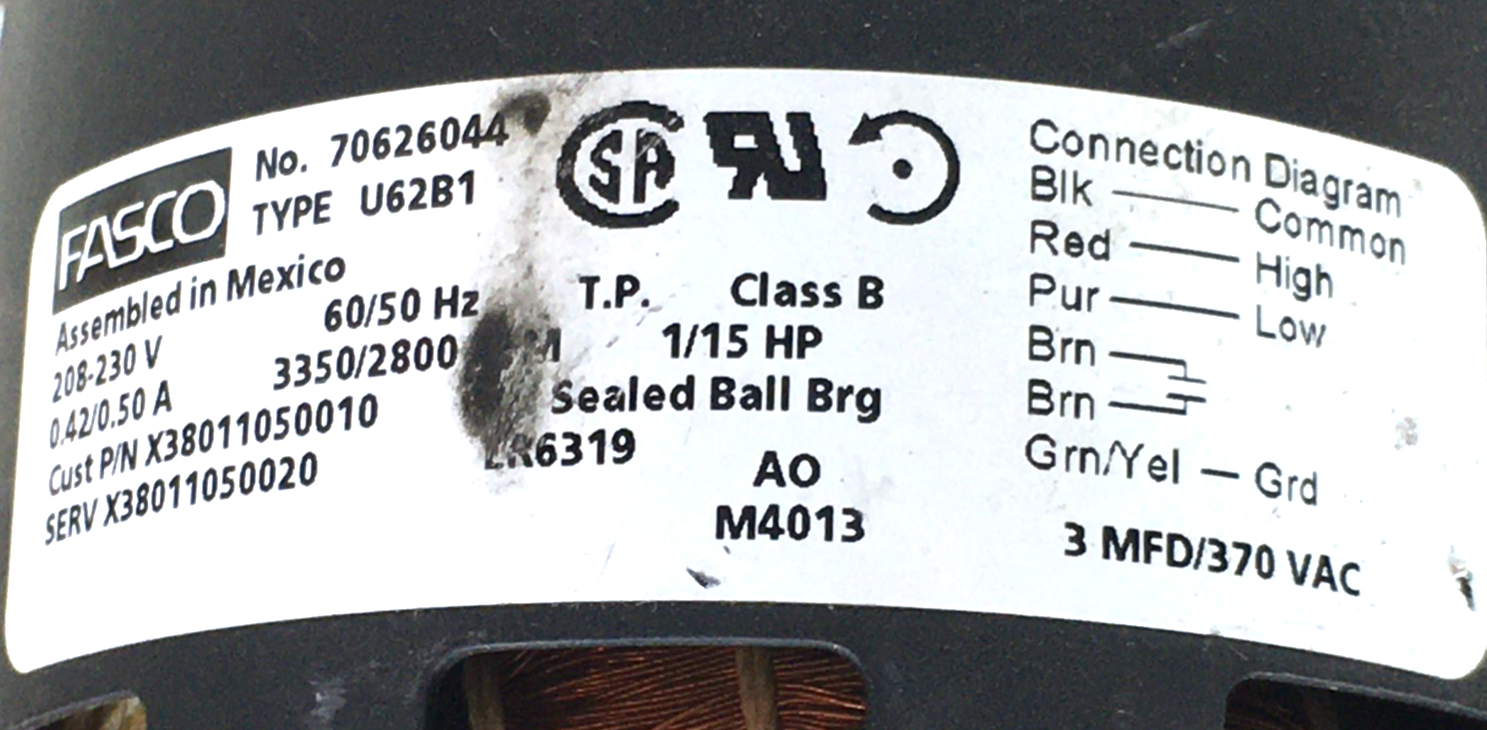 FASCO
No. 70626044
TYPE U62B1
Assembled in Mexico
208-230 V 60/50 Hz
0.42/0.50 A 3350/2800
Cust P/N X38011050010
SERV X38011050020
SA
T.P. Class B
1/15 HP
Sealed Ball Brg
LR6319
AO
M4013
Connection Diagram
Blk Common
Red High
Pur Low
Brn
Brn
Grn/Yel Grd
3 MFD/370 VAC